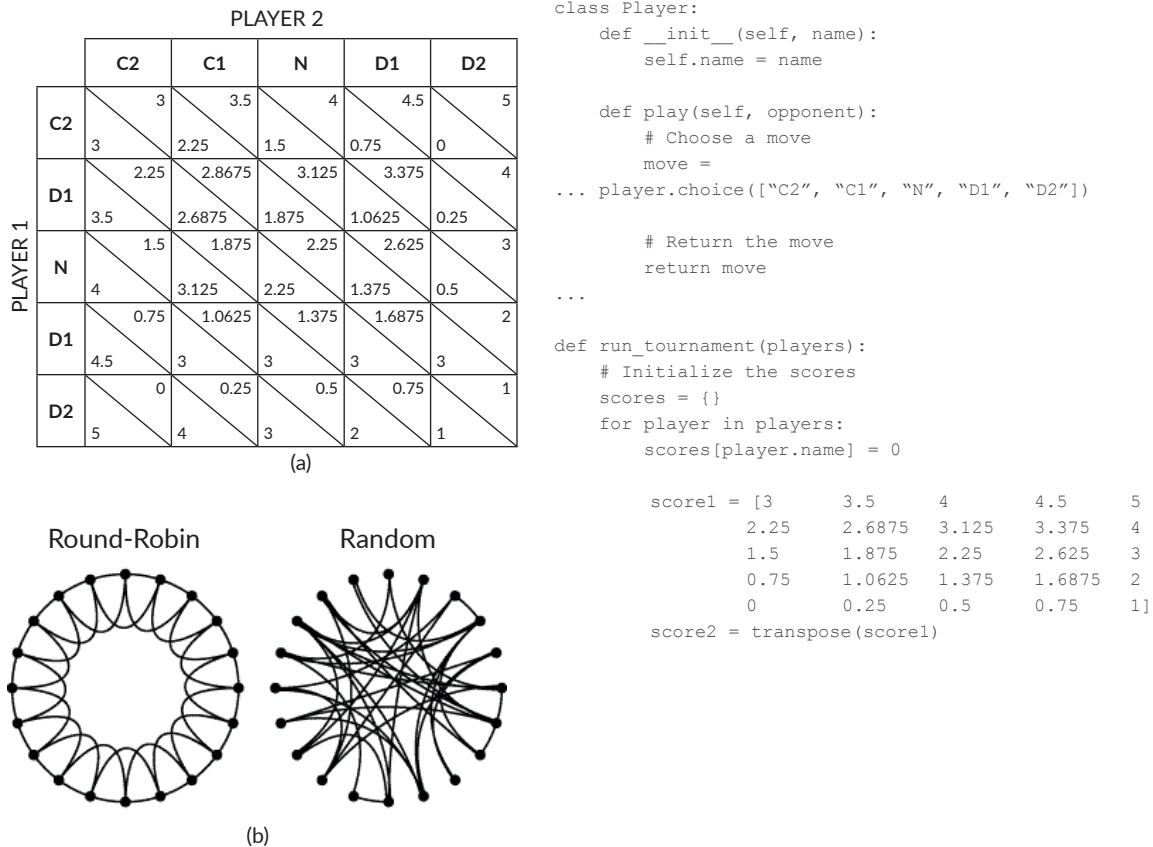 PLAYER 2
C2 C1 N D1 D2
PLAYER 1
C2
3 3.5 4 4.5 5
3 2.25 1.5 0.75 0
D1
2.25 2.8675 3.125 3.375 4
3.5 2.6875 1.875 1.0625 0.25
N
1.5 1.875 2.25 2.625 3
4 3.125 2.25 1.375 0.5
D1
0.75 1.0625 1.375 1.6875 2
4.5 3 3 3 3
D2
0 0.25 0.5 0.75 1
5 4 3 2 1
(a)
Round-Robin Random
(b)
class Player:
def __init__(self, name):
self.name = name
def play(self, opponent):
# Choose a move
move =
... player.choice([“C2”, “C1”, “N”, “D1”, “D2”])
# Return the move
return move
...
def run_tournament(players):
# Initialize the scores
scores = {}
for player in players:
scores[player.name] = 0
score1 = [3 3.5 4 4.5 5
2.25 2.6875 3.125 3.375 4
1.5 1.875 2.25 2.625 3
0.75 1.0625 1.375 1.6875 2
0 0.25 0.5 0.75 1]
score2 = transpose(score1)